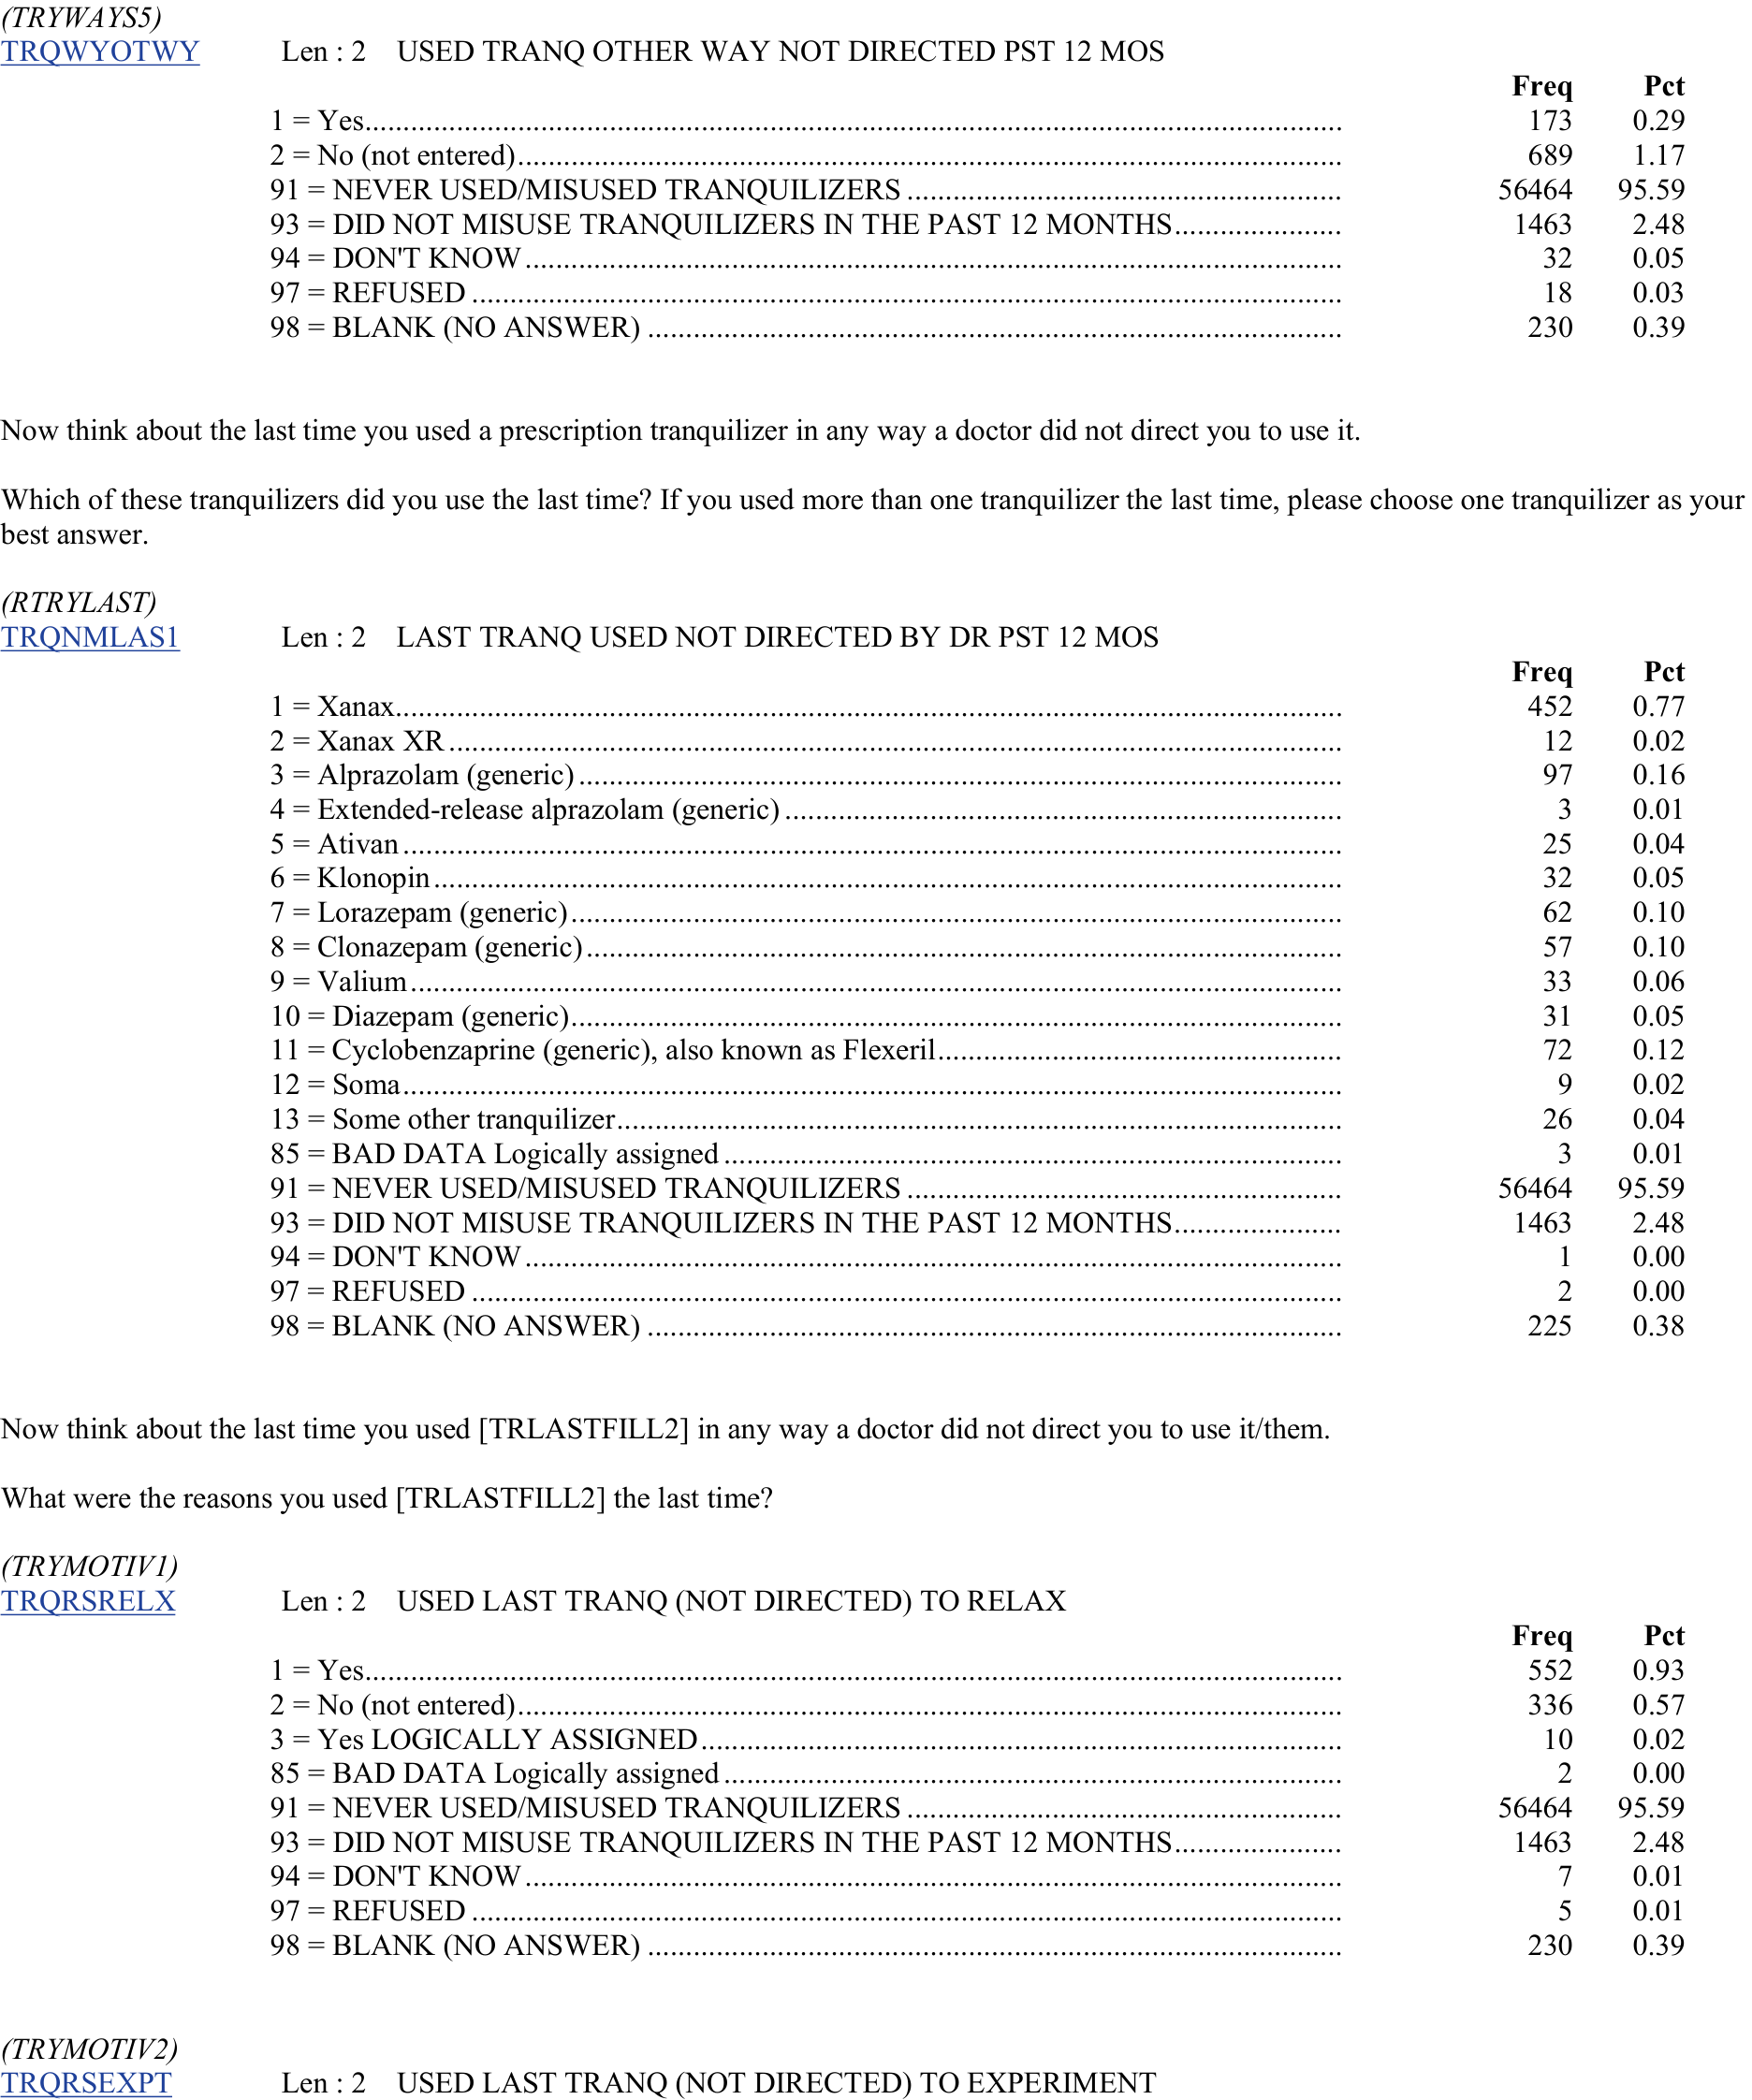 (TRYWAYS5)
TRQWYOTWY Len : 2 USED TRANQ OTHER WAY NOT DIRECTED PST 12 MOS
Freq Pct
1 = Yes 173 0.29
2 = No (not entered) 689 1.17
91 = NEVER USED/MISUSED TRANQUILIZERS 56464 95.59
93 = DID NOT MISUSE TRANQUILIZERS IN THE PAST 12 MONTHS 1463 2.48
94 = DON'T KNOW 32 0.05
97 = REFUSED 18 0.03
98 = BLANK (NO ANSWER) 230 0.39
Now think about the last time you used a prescription tranquilizer in any way a doctor did not direct you to use it.
Which of these tranquilizers did you use the last time? If you used more than one tranquilizer the last time, please choose one tranquilizer as your
best answer.
(RTRYLAST)
TRQNMLAS1 Len : 2 LAST TRANQ USED NOT DIRECTED BY DR PST 12 MOS
Freq Pct
1 = Xanax 452 0.77
2 = Xanax XR 12 0.02
3 = Alprazolam (generic) 97 0.16
4 = Extended-release alprazolam (generic) 3 0.01
5 = Ativan 25 0.04
6 = Klonopin 32 0.05
7 = Lorazepam (generic) 62 0.10
8 = Clonazepam (generic) 57 0.10
9 = Valium 33 0.06
10 = Diazepam (generic) 31 0.05
11 = Cyclobenzaprine (generic), also known as Flexeril 72 0.12
12 = Soma 9 0.02
13 = Some other tranquilizer 26 0.04
85 = BAD DATA Logically assigned 3 0.01
91 = NEVER USED/MISUSED TRANQUILIZERS 56464 95.59
93 = DID NOT MISUSE TRANQUILIZERS IN THE PAST 12 MONTHS 1463 2.48
94 = DON'T KNOW 1 0.00
97 = REFUSED 2 0.00
98 = BLANK (NO ANSWER) 225 0.38
Now think about the last time you used [TRLASTFILL2] in any way a doctor did not direct you to use it/them.
What were the reasons you used [TRLASTFILL2] the last time?
(TRYMOTIV1)
TRQRSRELX Len : 2 USED LAST TRANQ (NOT DIRECTED) TO RELAX
Freq Pct
1 = Yes 552 0.93
2 = No (not entered) 336 0.57
3 = Yes LOGICALLY ASSIGNED 10 0.02
85 = BAD DATA Logically assigned 2 0.00
91 = NEVER USED/MISUSED TRANQUILIZERS 56464 95.59
93 = DID NOT MISUSE TRANQUILIZERS IN THE PAST 12 MONTHS 1463 2.48
94 = DON'T KNOW 7 0.01
97 = REFUSED 5 0.01
98 = BLANK (NO ANSWER) 230 0.39
(TRYMOTIV2)
TRQRSEXPT Len : 2 USED LAST TRANQ (NOT DIRECTED) TO EXPERIMENT